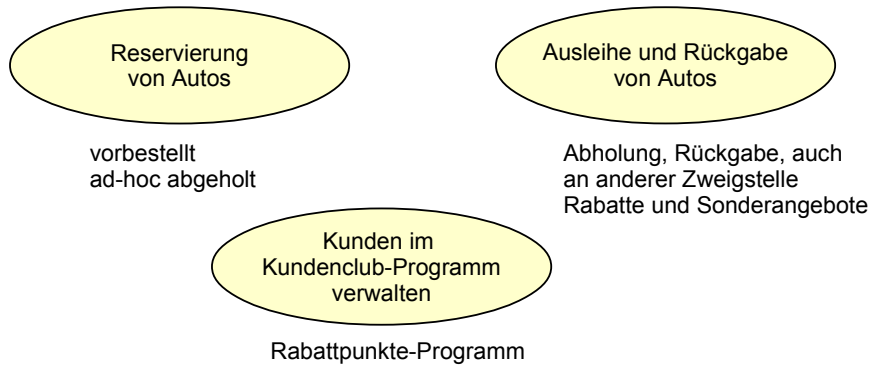 Reservierung
von Autos
vorbestellt
ad-hoc abgeholt
Ausleihe und Rückgabe
von Autos
Abholung, Rückgabe, auch
an anderer Zweigstelle
Rabatte und Sonderangebote
Kunden im
Kundenclub-Programm
verwalten
Rabattpunkte-Programm